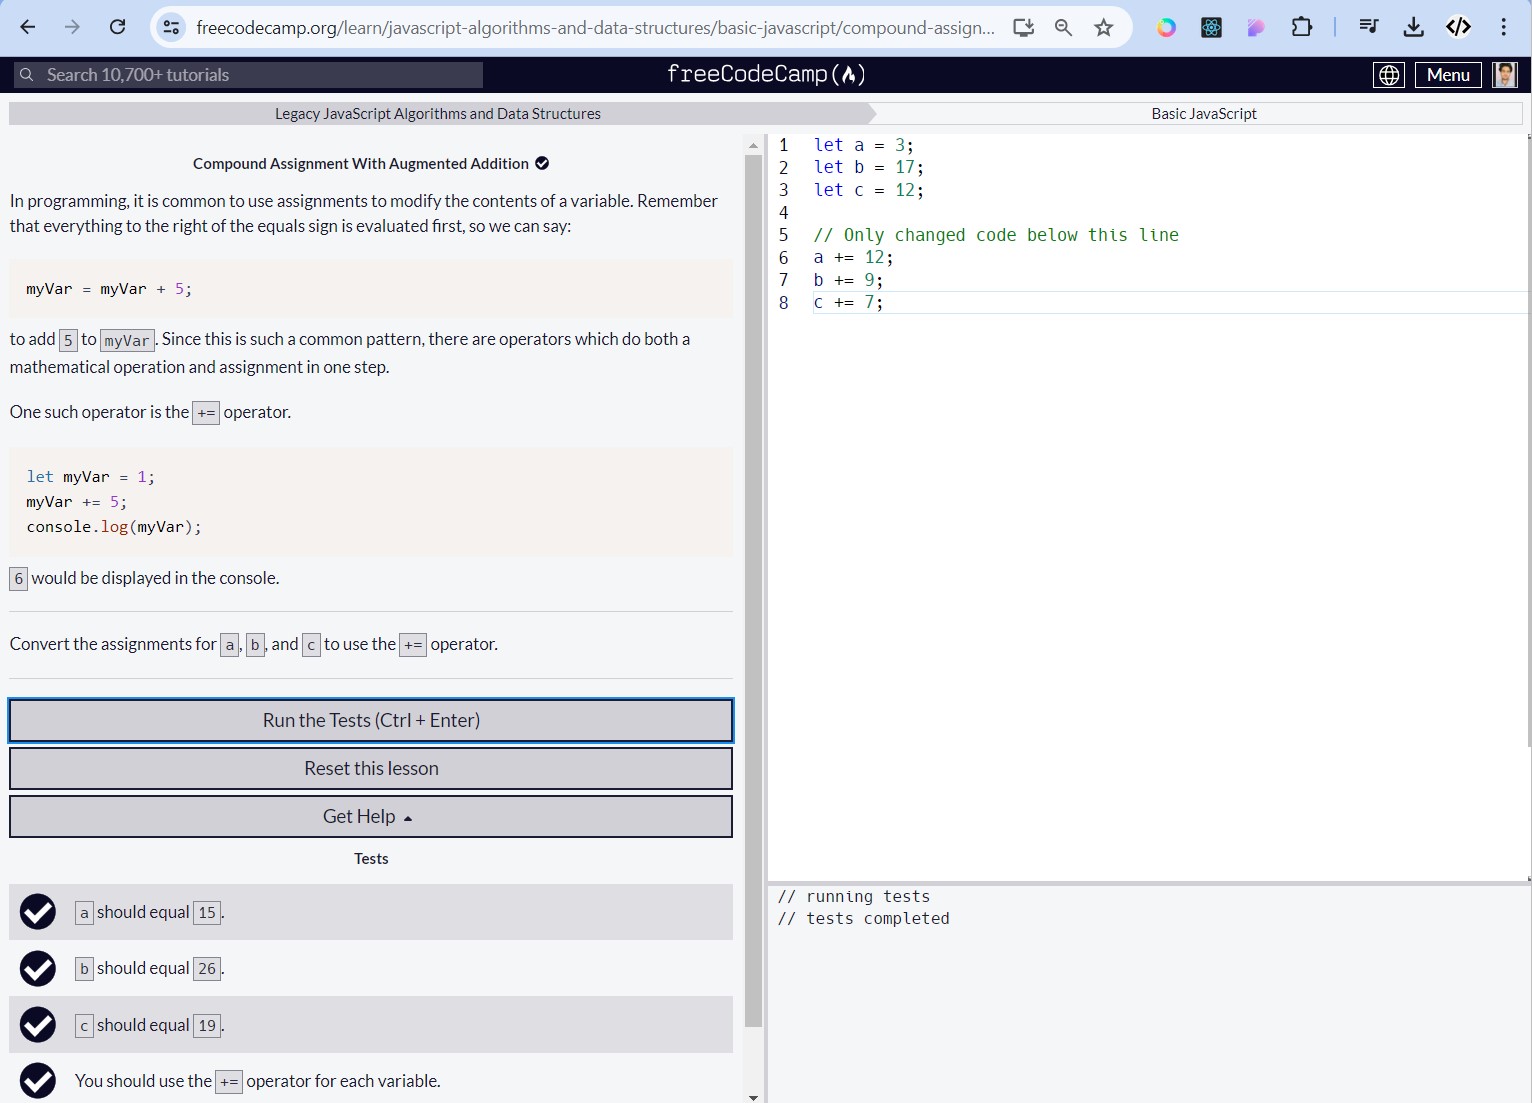 freecodecamp.org/learn/javascript-algorithms-and-data-structures/basic-javascript/compound-assign...
Search 10,700+ tutorials
freeCodeCamp(🔥)
Menu
Legacy JavaScript Algorithms and Data Structures
Basic JavaScript
Compound Assignment With Augmented Addition
In programming, it is common to use assignments to modify the contents of a variable. Remember
that everything to the right of the equals sign is evaluated first, so we can say:
myVar = myVar + 5;
to add 5 to myVar. Since this is such a common pattern, there are operators which do both a
mathematical operation and assignment in one step.
One such operator is the += operator.
let myVar = 1;
myVar += 5;
console.log(myVar);
6 would be displayed in the console.
Convert the assignments for a, b, and c to use the += operator.
Run the Tests (Ctrl + Enter)
Reset this lesson
Get Help
Tests
a should equal 15.
b should equal 26.
c should equal 19.
You should use the += operator for each variable.
1 let a = 3;
2 let b = 17;
3 let c = 12;
4
5 // Only changed code below this line
6 a += 12;
7 b += 9;
8 c += 7;
// running tests
// tests completed